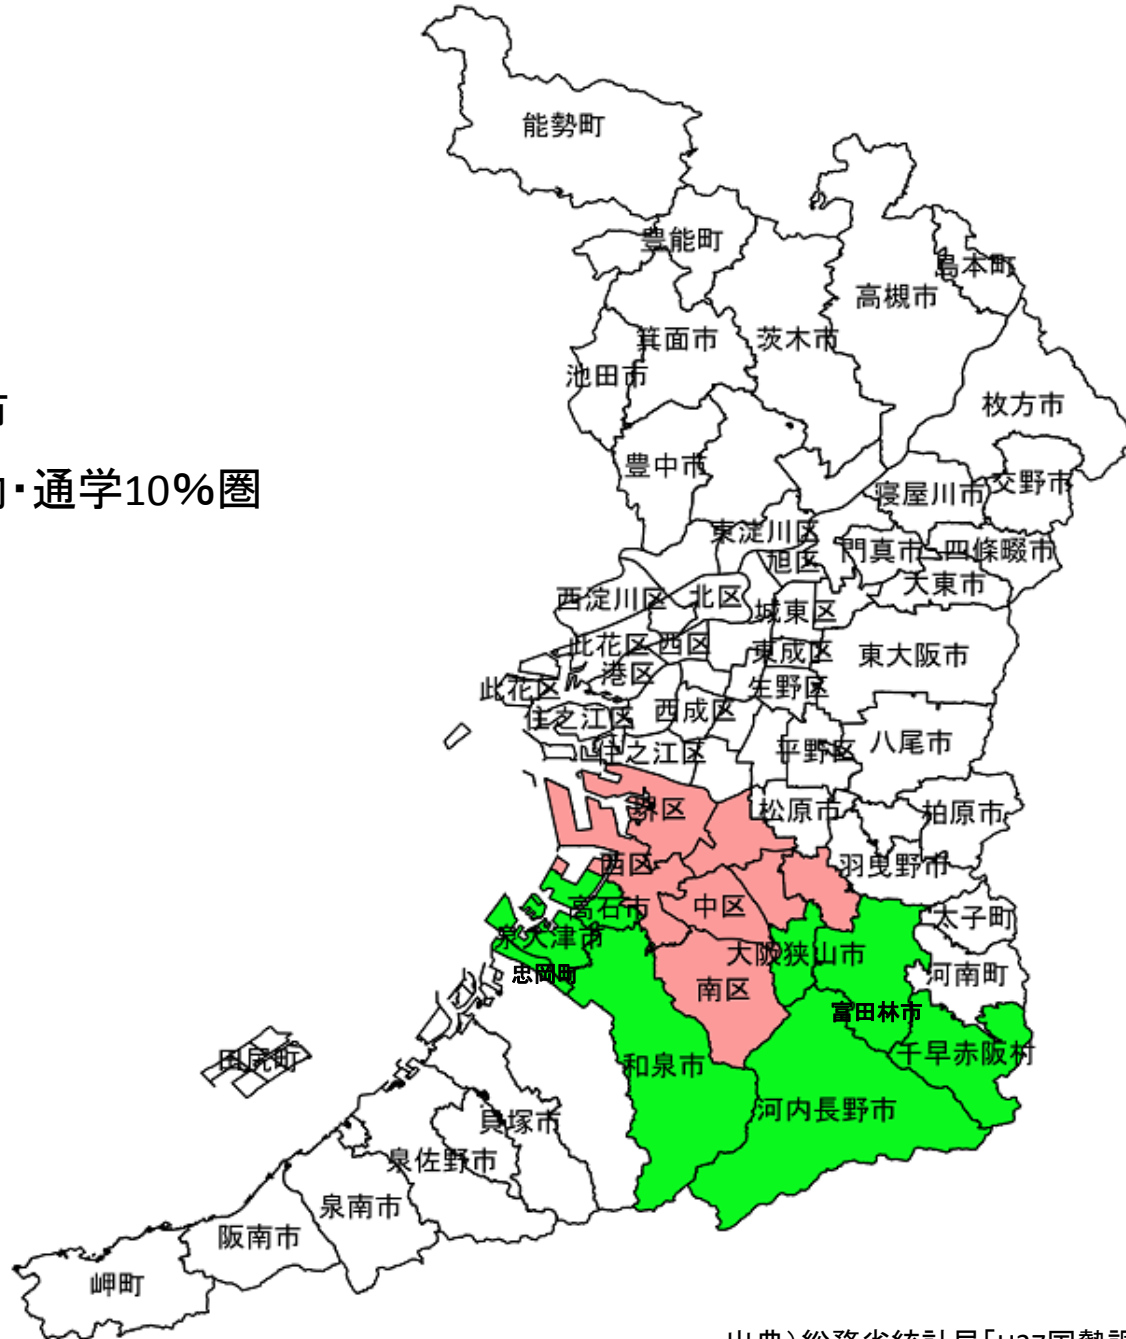 能勢町
豊能町
島本町
高槻市
箕面市
茨木市
池田市
市
枚方市
豊中市
・通学10%圏
寝屋川市
交野市
東淀川区
門真市
四條畷市
旭区
大東市
西淀川区
北区
城東区
此花区
西区
東成区
東大阪市
港区
此花区
生野区
住之江区
西成区
八尾市
住之江区
平野区
堺区
松原市
柏原市
西区
羽曳野市
高石市
中区
太子町
泉大津市
大阪狭山市
忠岡町
河南町
南区
富田林市
田尻町
和泉市
千早赤阪村
河内長野市
貝塚市
泉佐野市
泉南市
阪南市
岬町
出典)総務省統計局「H27国勢調